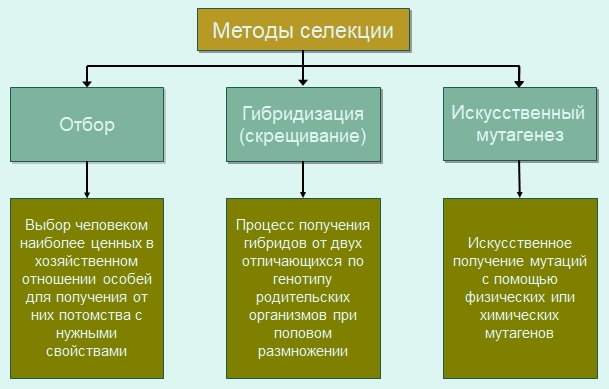 Методы селекции
Отбор
Гибридизация
(скрещивание)
Искусственный
мутагенез
Выбор человеком
наиболее ценных в
хозяйственном
отношении особей
для получения от
них потомства с
нужными
свойствами
Процесс получения
гибридов от двух
отличающихся по
генотипу
родительских
организмов при
половом
размножении
Искусственное
получение мутаций
с помощью
физических или
химических
мутагенов